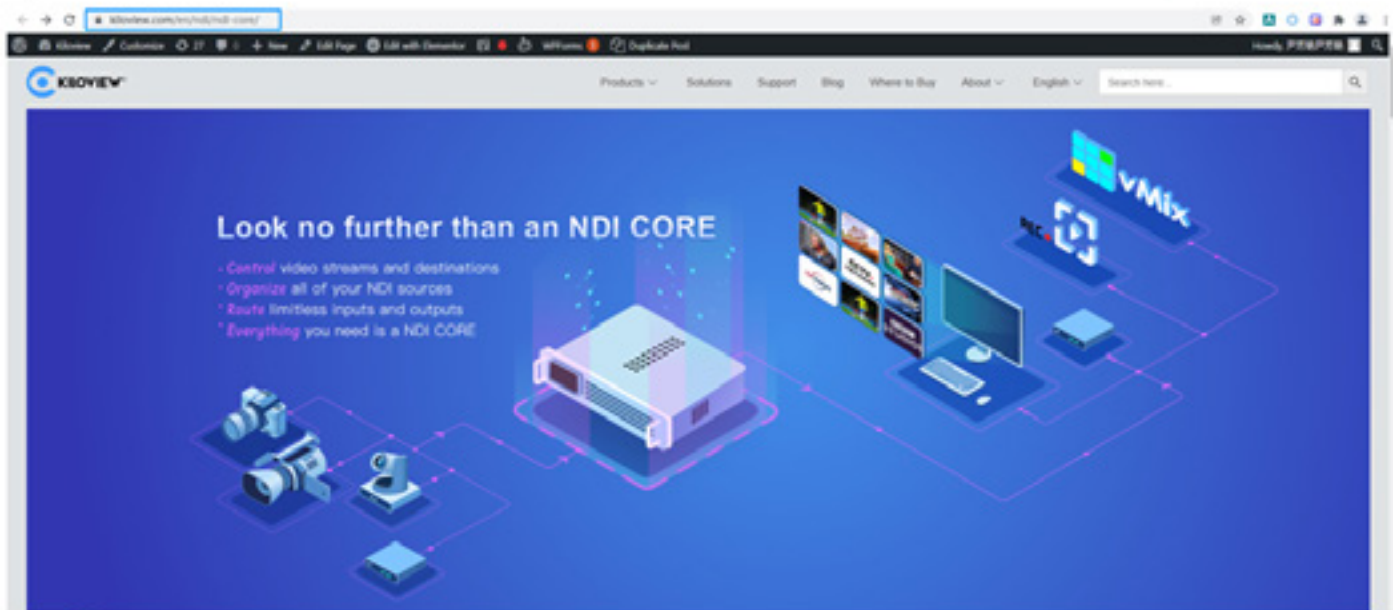 kiloview.com/en/ndi/ndi-core/
Kiloview Customize 27 New Edit Page Edit with Elementor WPForms Duplicate Post Howdy,
KILOVIEW
Products Solutions Support Blog Where to Buy About English Search here...
Look no further than an NDI CORE
- Control video streams and destinations
· Organize all of your NDI sources
* Route limitless inputs and outputs
* Everything you need is a NDI CORE
vMix
REC